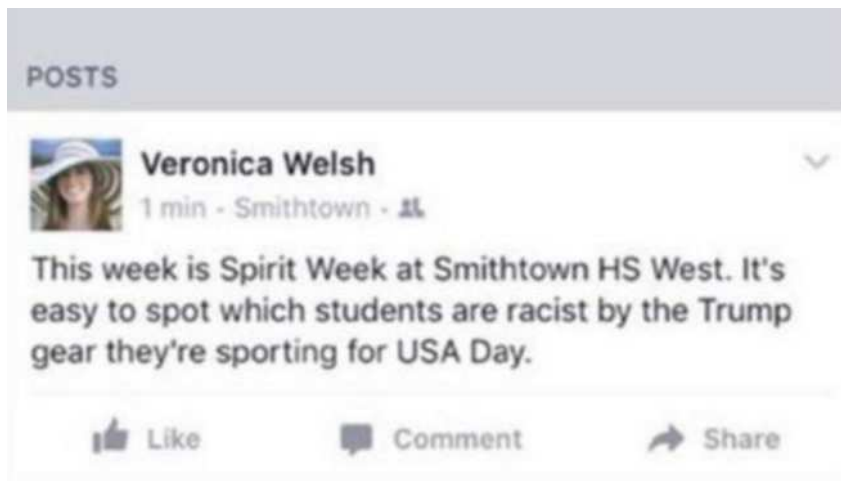 POSTS
Veronica Welsh
1 min - Smithtown -
This week is Spirit Week at Smithtown HS West. It's
easy to spot which students are racist by the Trump
gear they're sporting for USA Day.
Like Comment Share